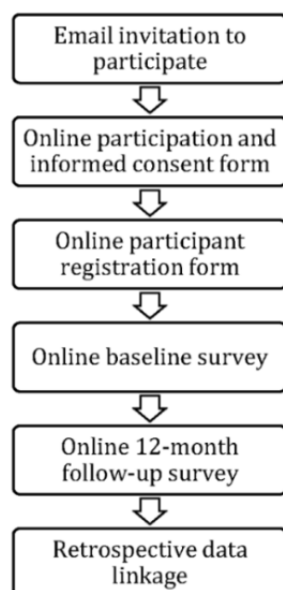 Email invitation to
participate
Online participation and
informed consent form
Online participant
registration form
Online baseline survey
Online 12-month
follow-up survey
Retrospective data
linkage